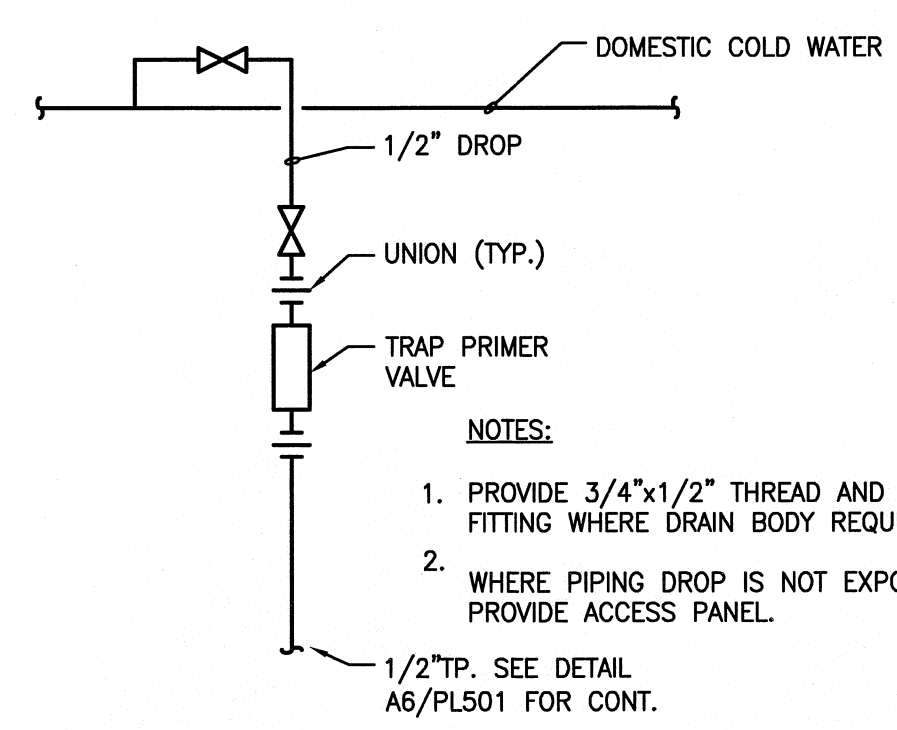 DOMESTIC COLD WATER
1/2" DROP
UNION (TYP.)
TRAP PRIMER
VALVE
NOTES:
1. PROVIDE 3/4"x1/2" THREAD AND
FITTING WHERE DRAIN BODY REQU
2.
WHERE PIPING DROP IS NOT EXPO
PROVIDE ACCESS PANEL.
1/2"TP. SEE DETAIL
A6/PL501 FOR CONT.